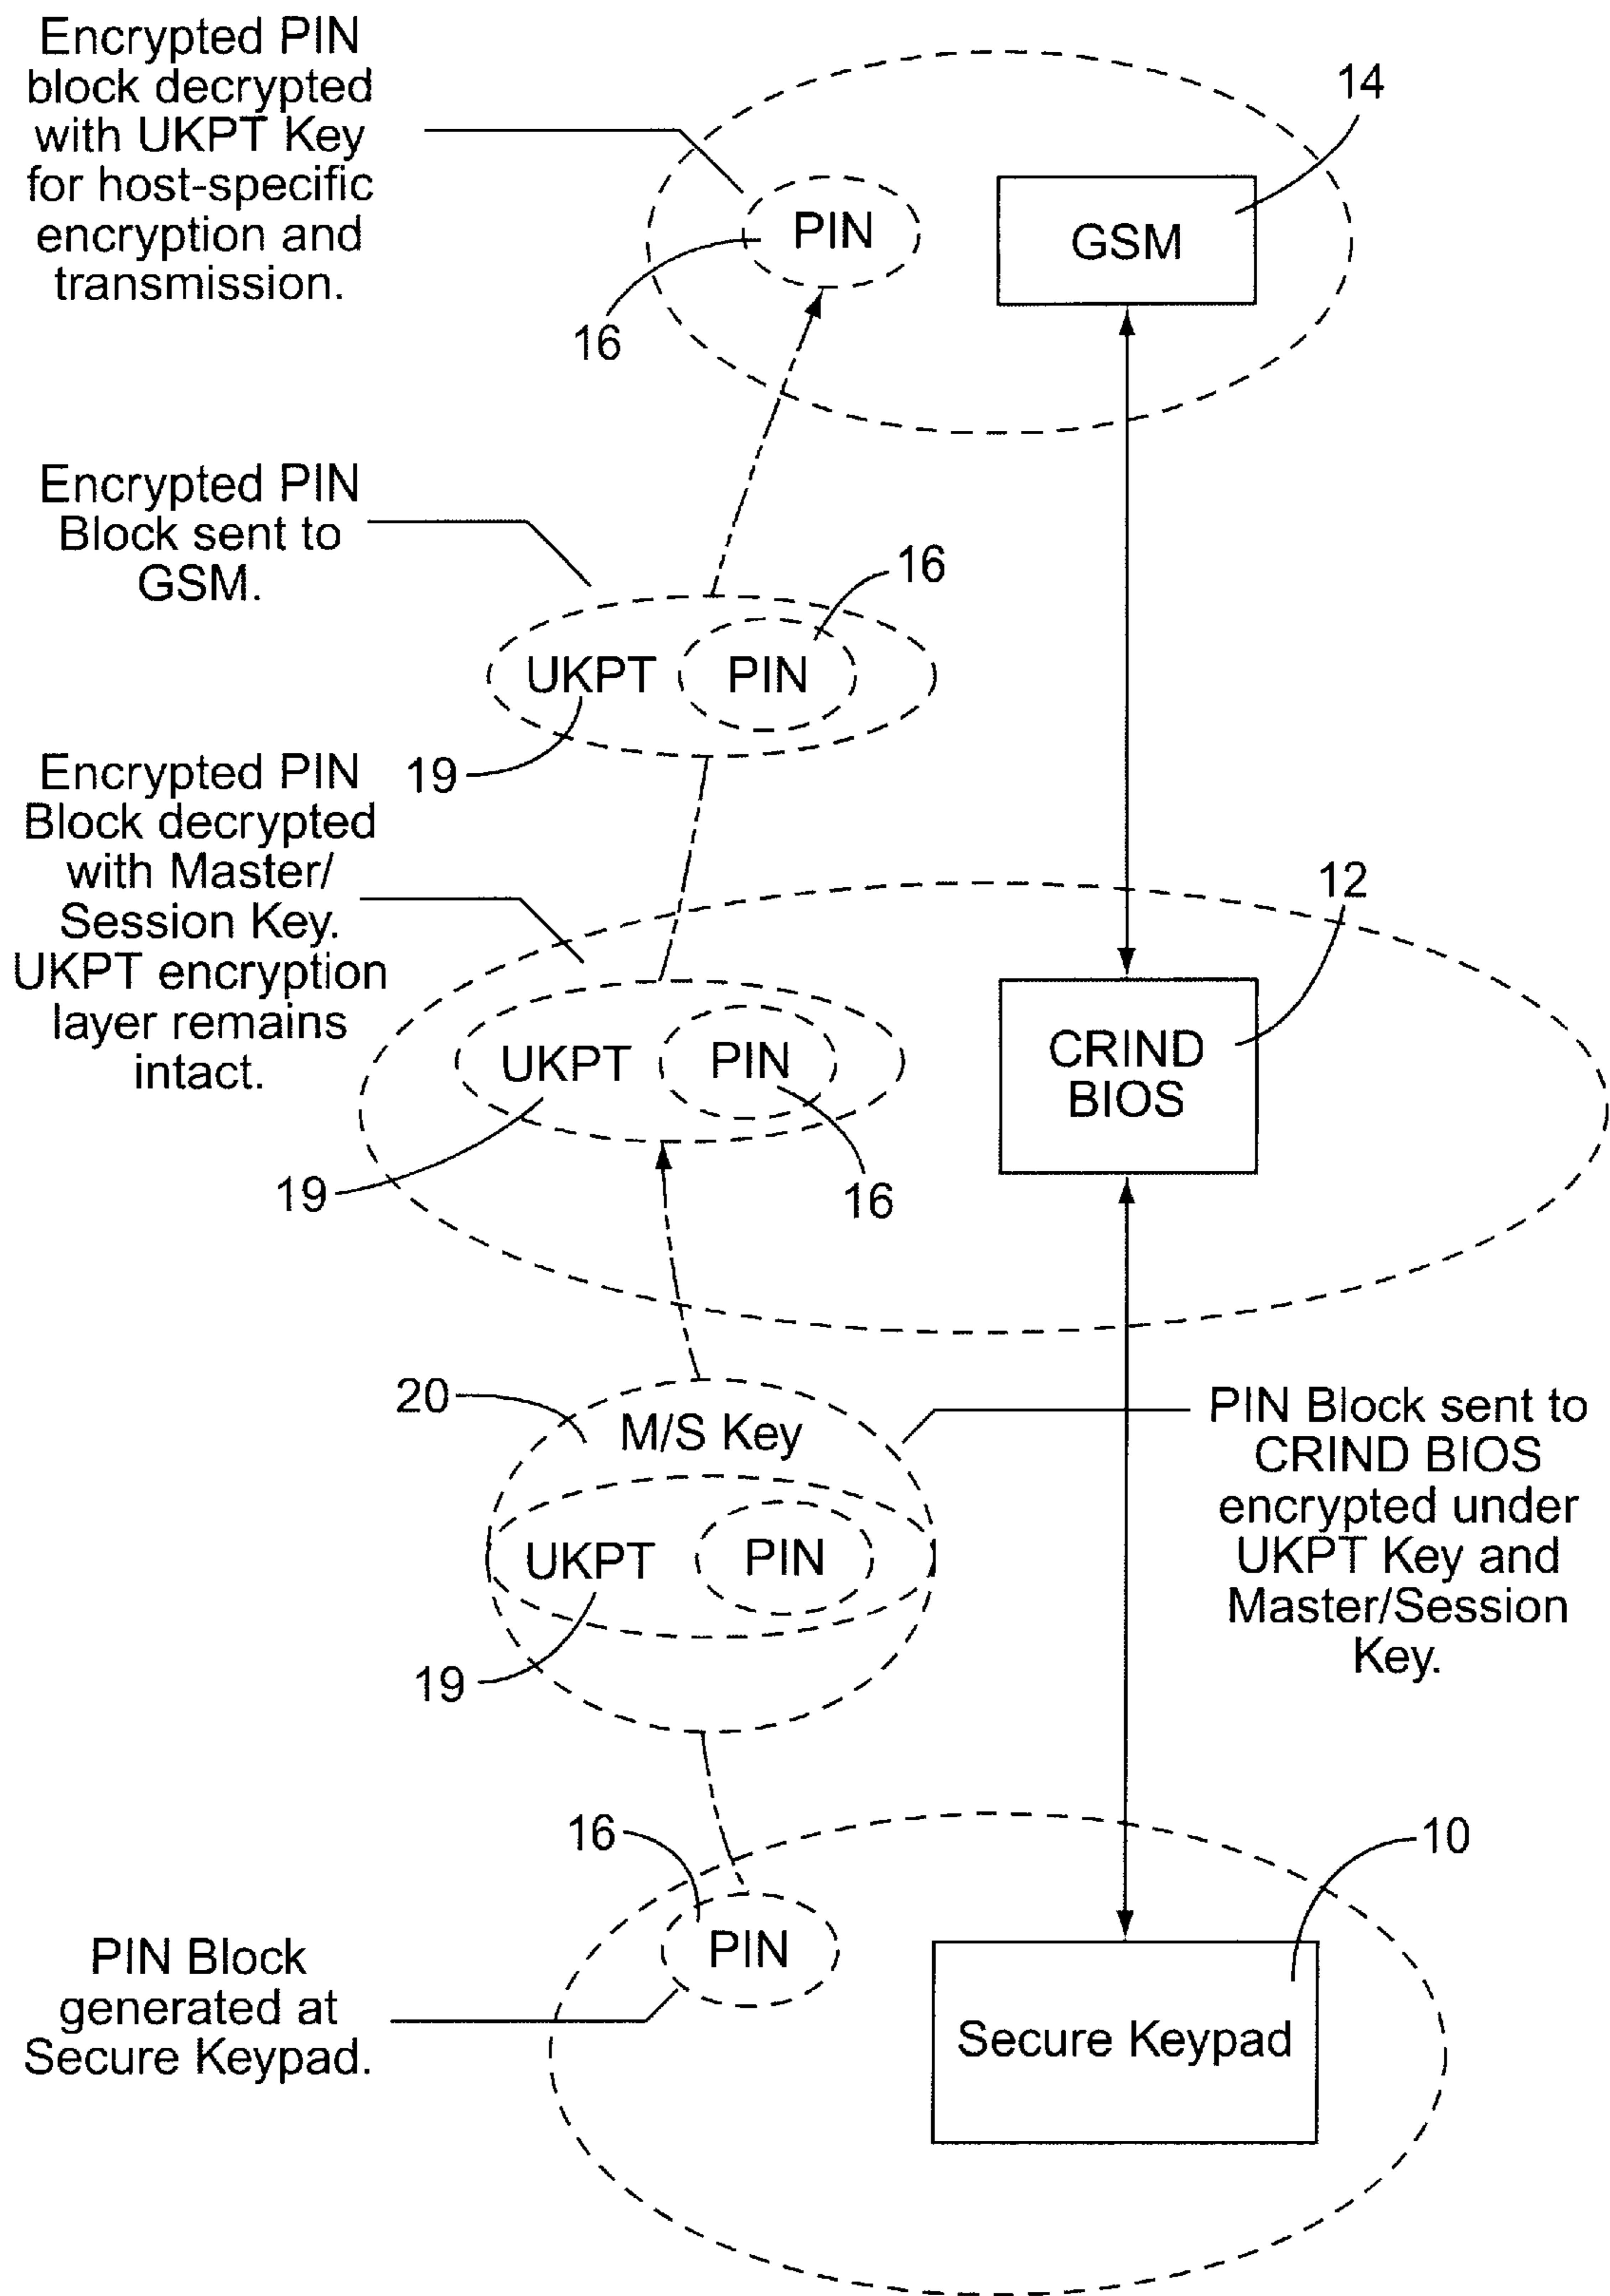 Encrypted PIN
block decrypted
with UKPT Key
for host-specific
encryption and
transmission.
14
PIN
GSM
16
Encrypted PIN
Block sent to
GSM.
16
UKPT
PIN
19
Encrypted PIN
Block decrypted
with Master/
Session Key.
UKPT encryption
layer remains
intact.
12
UKPT
PIN
CRIND
BIOS
19
16
20
M/S Key
UKPT
PIN
19
PIN Block sent to
CRIND BIOS
encrypted under
UKPT Key and
Master/Session
Key.
16
10
PIN
PIN Block
generated at
Secure Keypad.
Secure Keypad